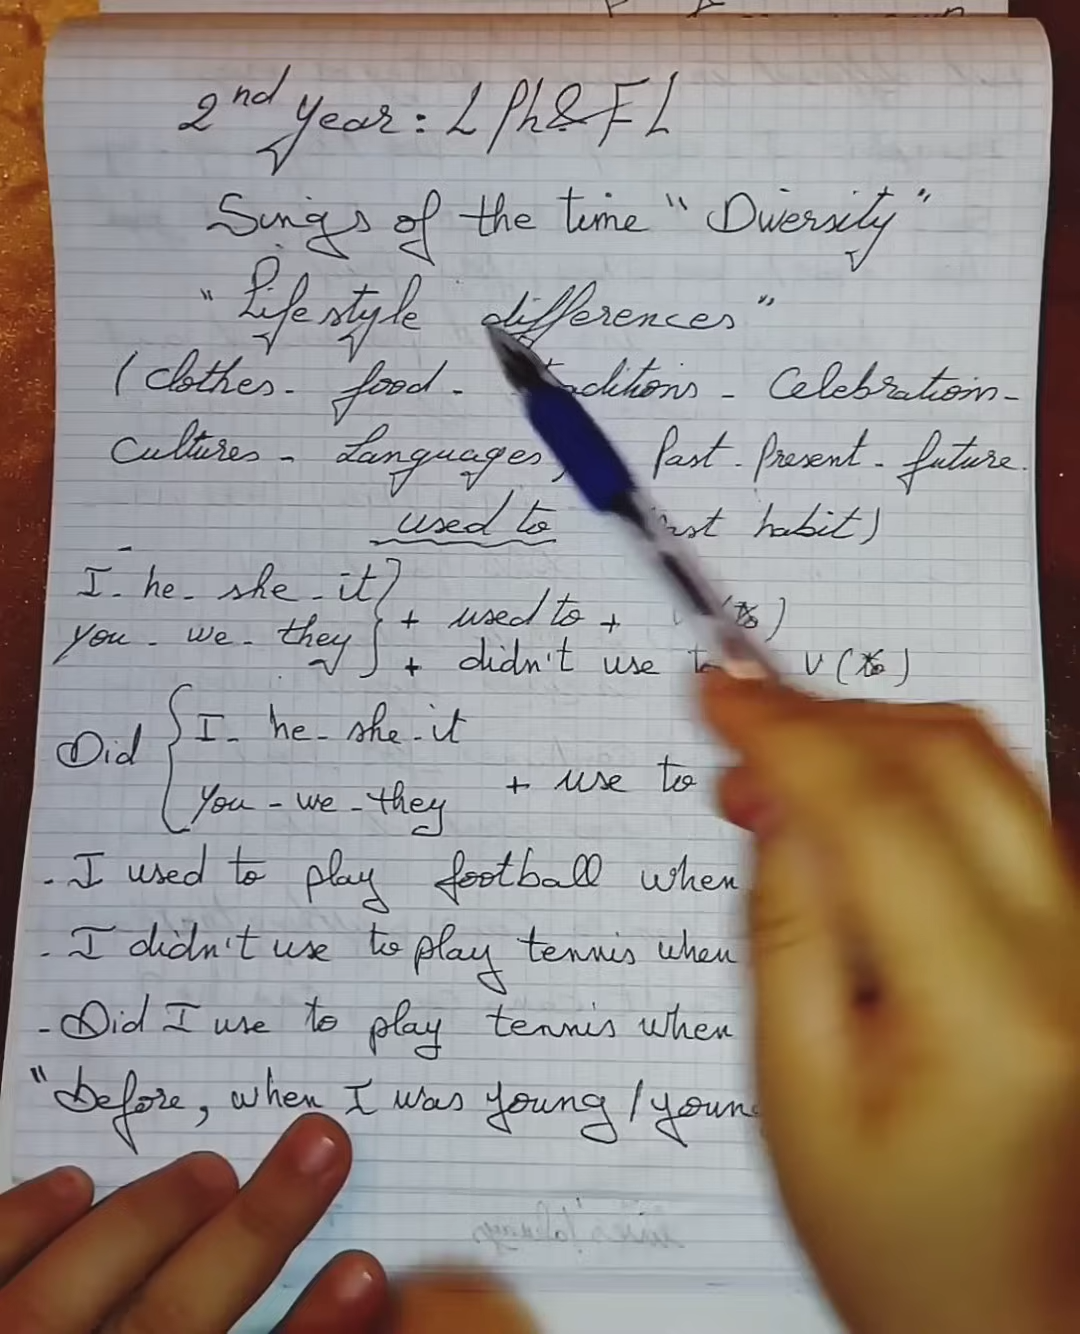 2nd Year: L Ph & F L
Sings of the time " Diversity "
" Lifestyle differences "
( clothes - food - - Celebration -
Cultures - Languages) Past - Present - future.
used to habit)
I - he - she - it }
you - we - they } + used to +
+ didn't use to V (to)
Did { I - he - she - it
you - we - they + use to
- I used to play football when
- I didn't use to play tennis when
- Did I use to play tennis when
" Before, when I was young /